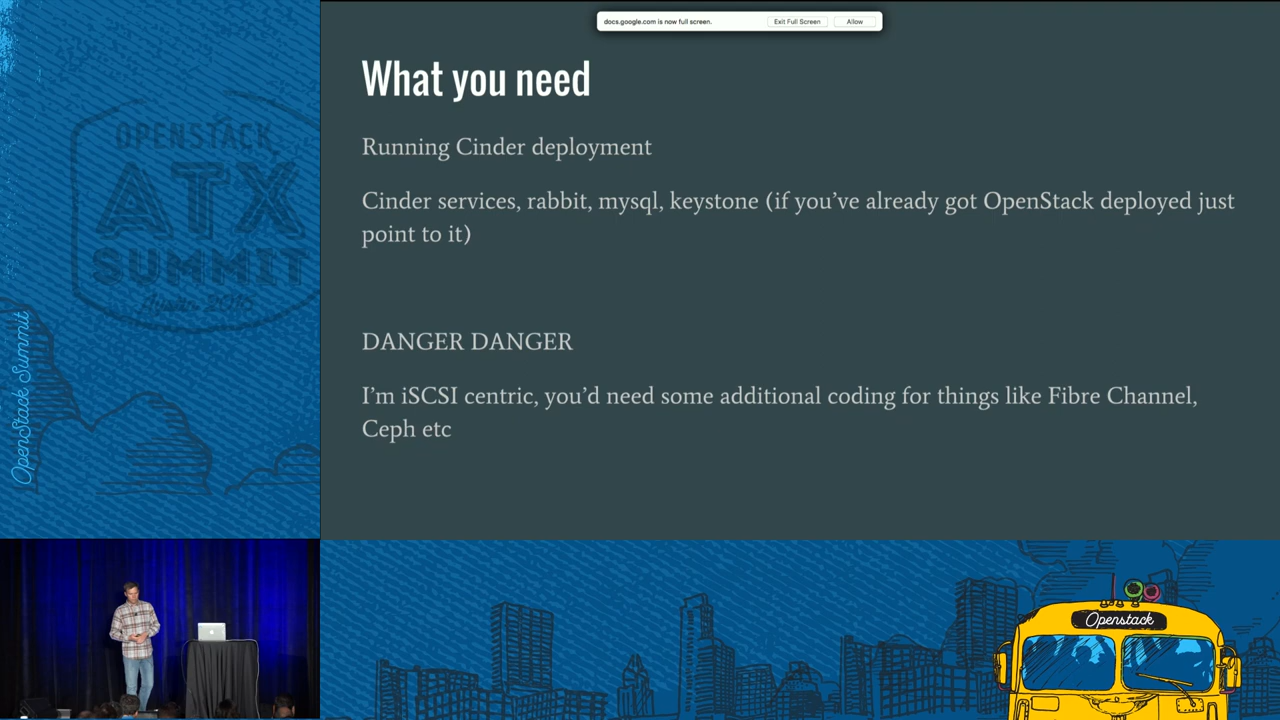 docs.google.com is now full screen.
Exit Full Screen
Allow
What you need
Running Cinder deployment
Cinder services, rabbit, mysql, keystone (if you've already got OpenStack deployed just
point to it)
DANGER DANGER
I'm iSCSI centric, you'd need some additional coding for things like Fibre Channel,
Ceph etc
OPENSTACK
ATX
SUMMIT
Austin 2016
OpenStack Summit
Openstack